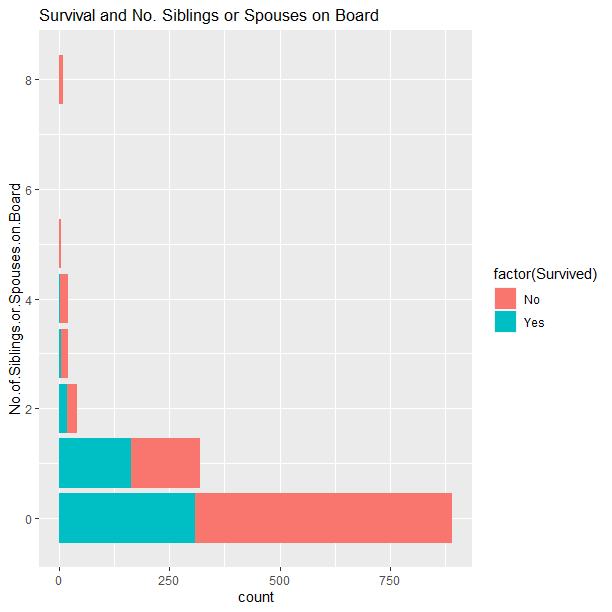 Survival and No. Siblings or Spouses on Board
No.of.Siblings.or.Spouses.on.Board
8
6
4
2
0
0 250 500 750
count
factor(Survived)
No
Yes